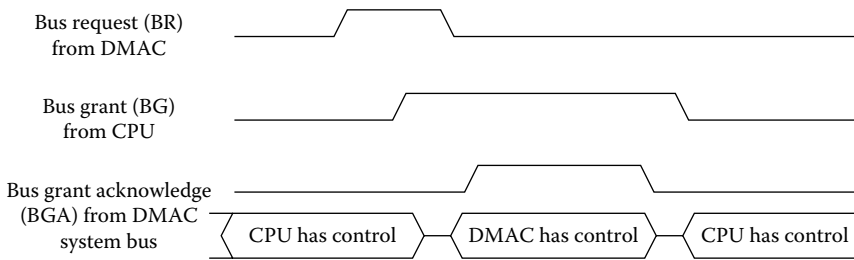 Bus request (BR)
from DMAC
Bus grant (BG)
from CPU
Bus grant acknowledge
(BGA) from DMAC
system bus
CPU has control
DMAC has control
CPU has control